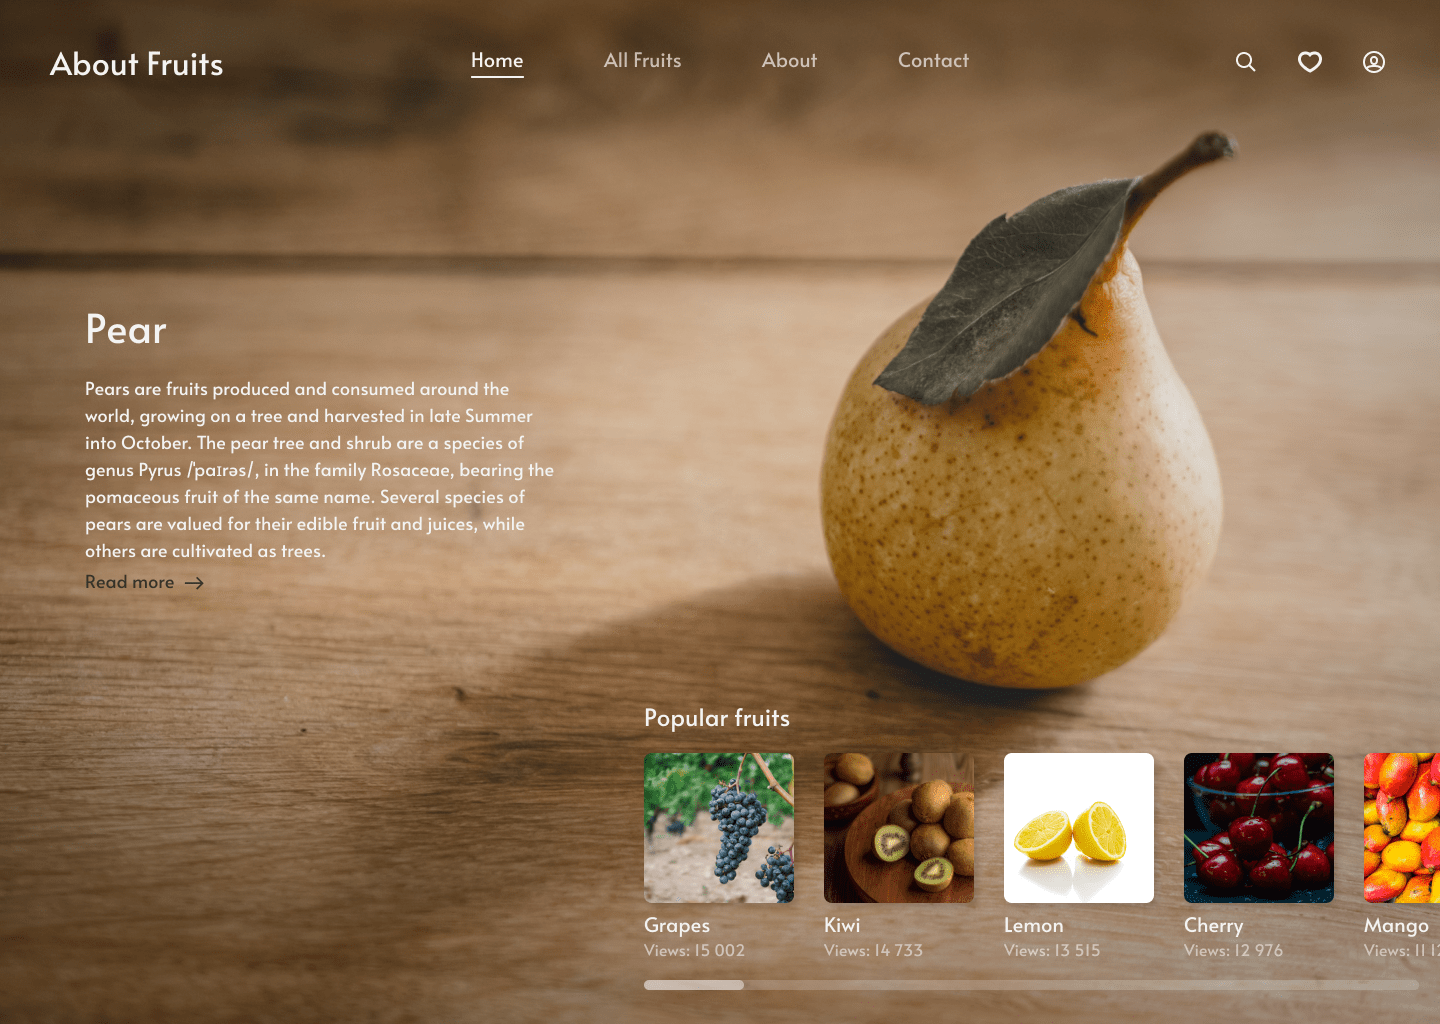 About Fruits
Home
All Fruits
About
Contact
Pear
Pears are fruits produced and consumed around the
world, growing on a tree and harvested in late Summer
into October. The pear tree and shrub are a species of
genus Pyrus /ˈpaɪrəs/, in the family Rosaceae, bearing the
pomaceous fruit of the same name. Several species of
pears are valued for their edible fruit and juices, while
others are cultivated as trees.
Read more →
Popular fruits
Grapes
Views: 15 002
Kiwi
Views: 14 733
Lemon
Views: 13 515
Cherry
Views: 12 976
Mango
Views: 11